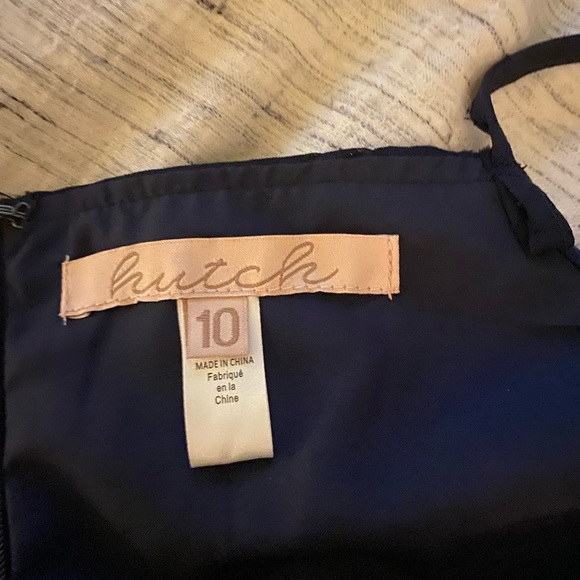 hutch
10
MADE IN CHINA
Fabriqué
en la
Chine